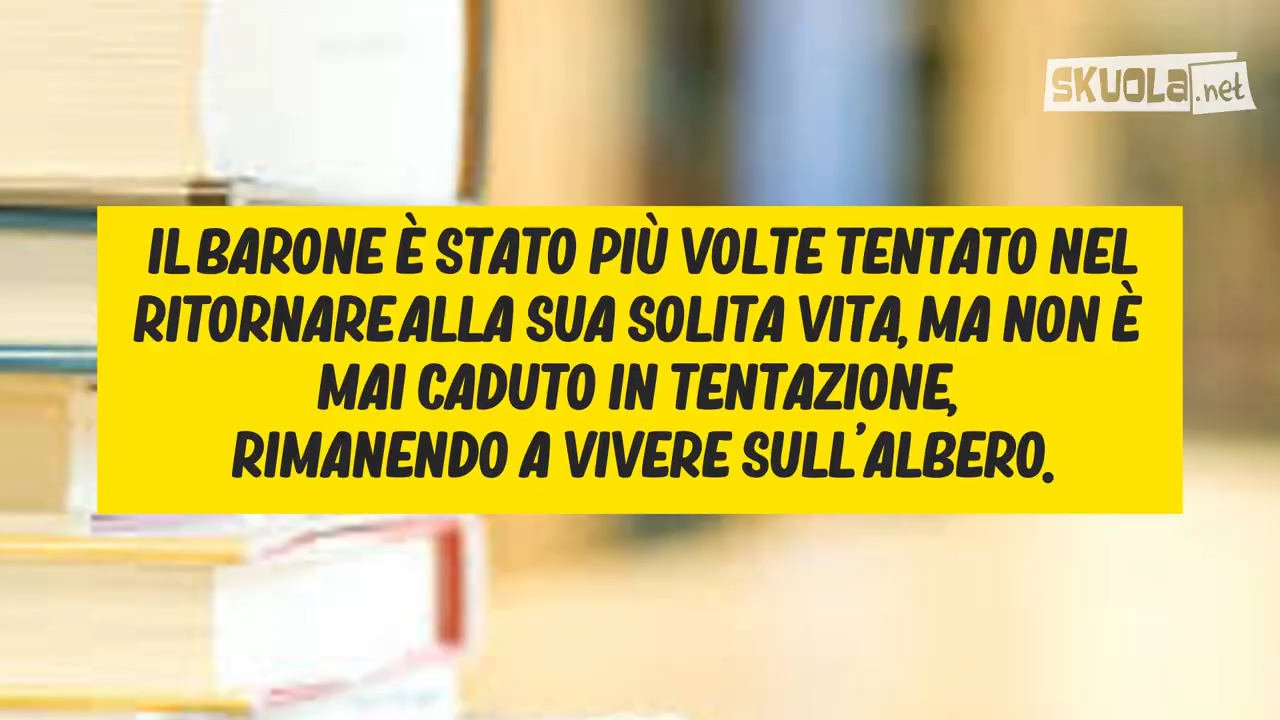 SKUOLA.net
IL BARONE È STATO PIÙ VOLTE TENTATO NEL
RITORNARE ALLA SUA SOLITA VITA, MA NON È
MAI CADUTO IN TENTAZIONE,
RIMANENDO A VIVERE SULL'ALBERO.